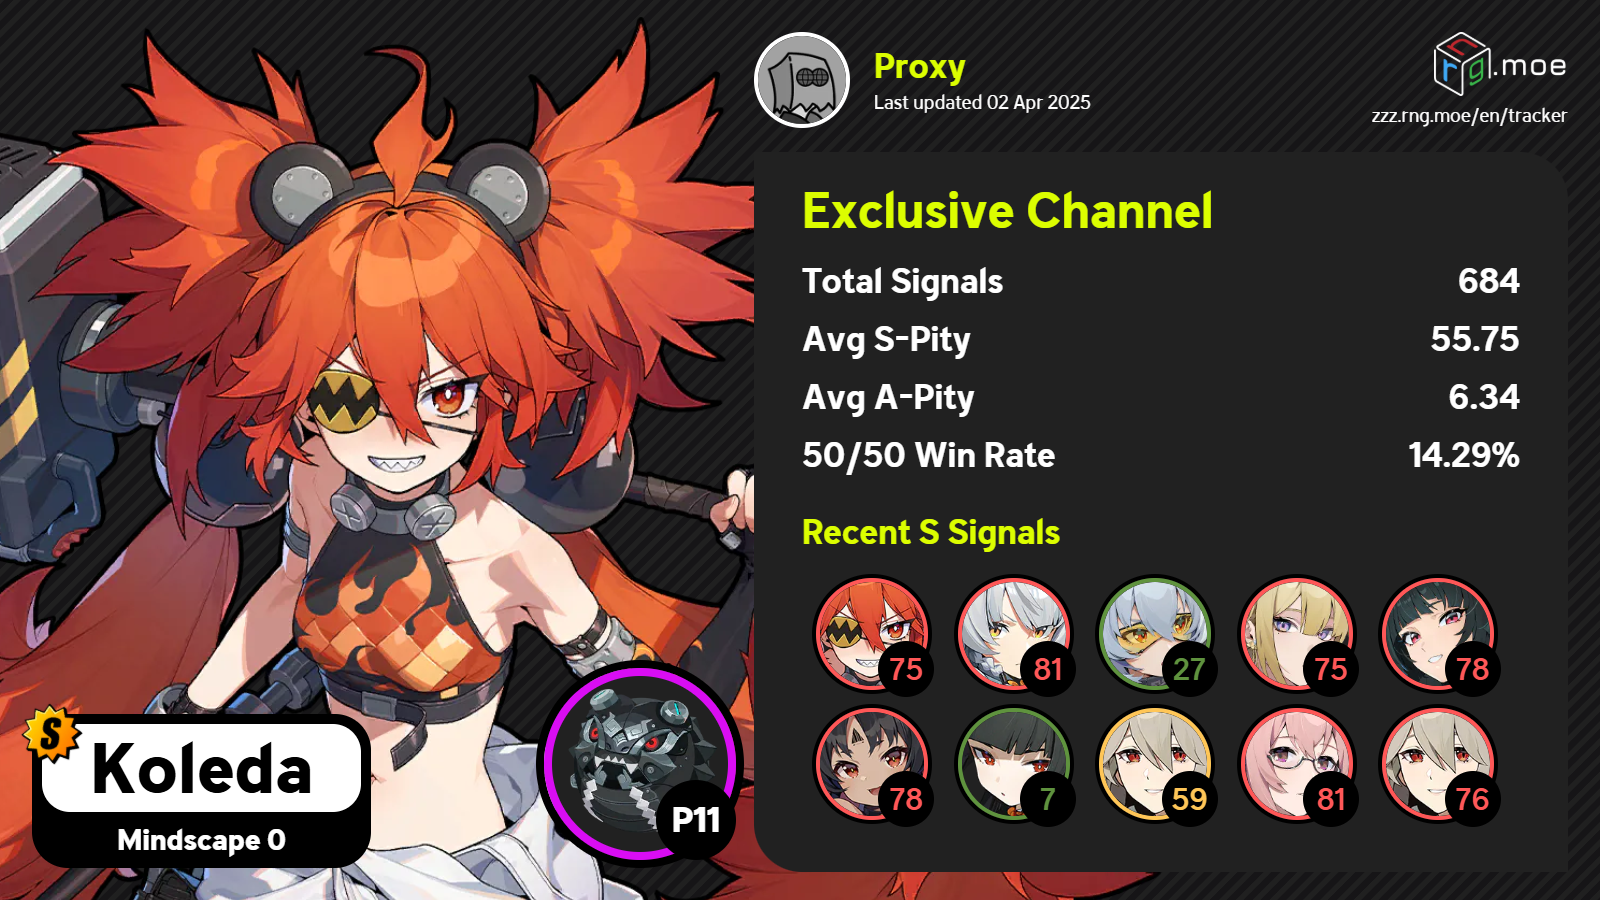 Proxy
Last updated 02 Apr 2025
rng.moe
zzz.rng.moe/en/tracker
Exclusive Channel
Total Signals 684
Avg S-Pity 55.75
Avg A-Pity 6.34
50/50 Win Rate 14.29%
Recent S Signals
75 81 27 75 78
78 7 59 81 76
S
Koleda
Mindscape 0
P11